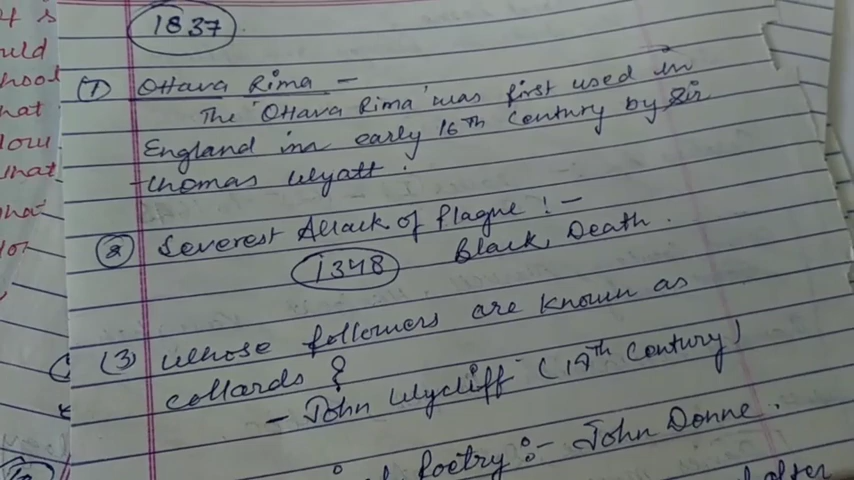 1837
(1) Ottava Rima -
The 'Ottava Rima' was first used in
England in early 16th Century by Sir
Thomas Wyatt.
(2) Severest Attack of Plague :-
1348 Black Death.
(3) Whose followers are known as
collards ?
- John Wycliff (14th Century)
Poetry :- John Donne.
after